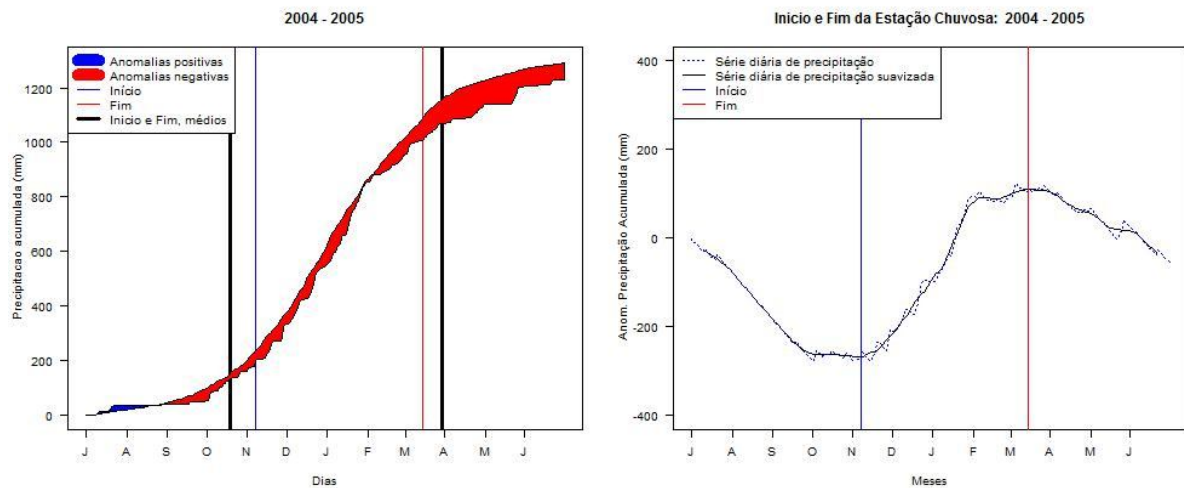 2004 - 2005
Anomalias positivas
Anomalias negativas
Início
Fim
Inicio e Fim, médios
Precipitacao acumulada (mm)
1200
1000
800
600
400
200
0
J A S O N D J F M A M J
Dias
Inicio e Fim da Estação Chuvosa: 2004 - 2005
Série diária de precipitação
Série diária de precipitação suavizada
Início
Fim
Anom. Precipitação Acumulada (mm)
400
200
0
-200
-400
J A S O N D J F M A M J
Meses